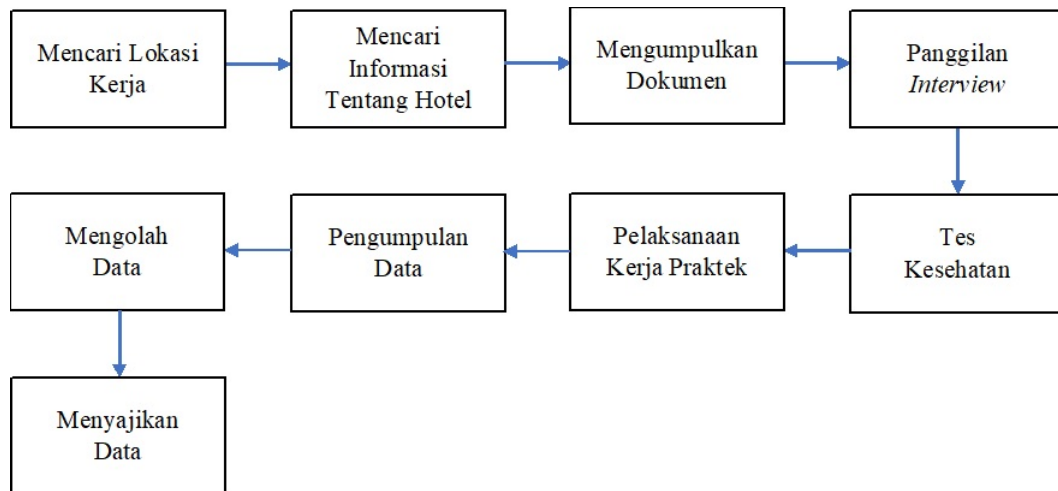 Mencari Lokasi
Kerja
Mencari
Informasi
Tentang Hotel
Mengumpulkan
Dokumen
Panggilan
Interview
Tes
Kesehatan
Pelaksanaan
Kerja Praktek
Pengumpulan
Data
Mengolah
Data
Menyajikan
Data